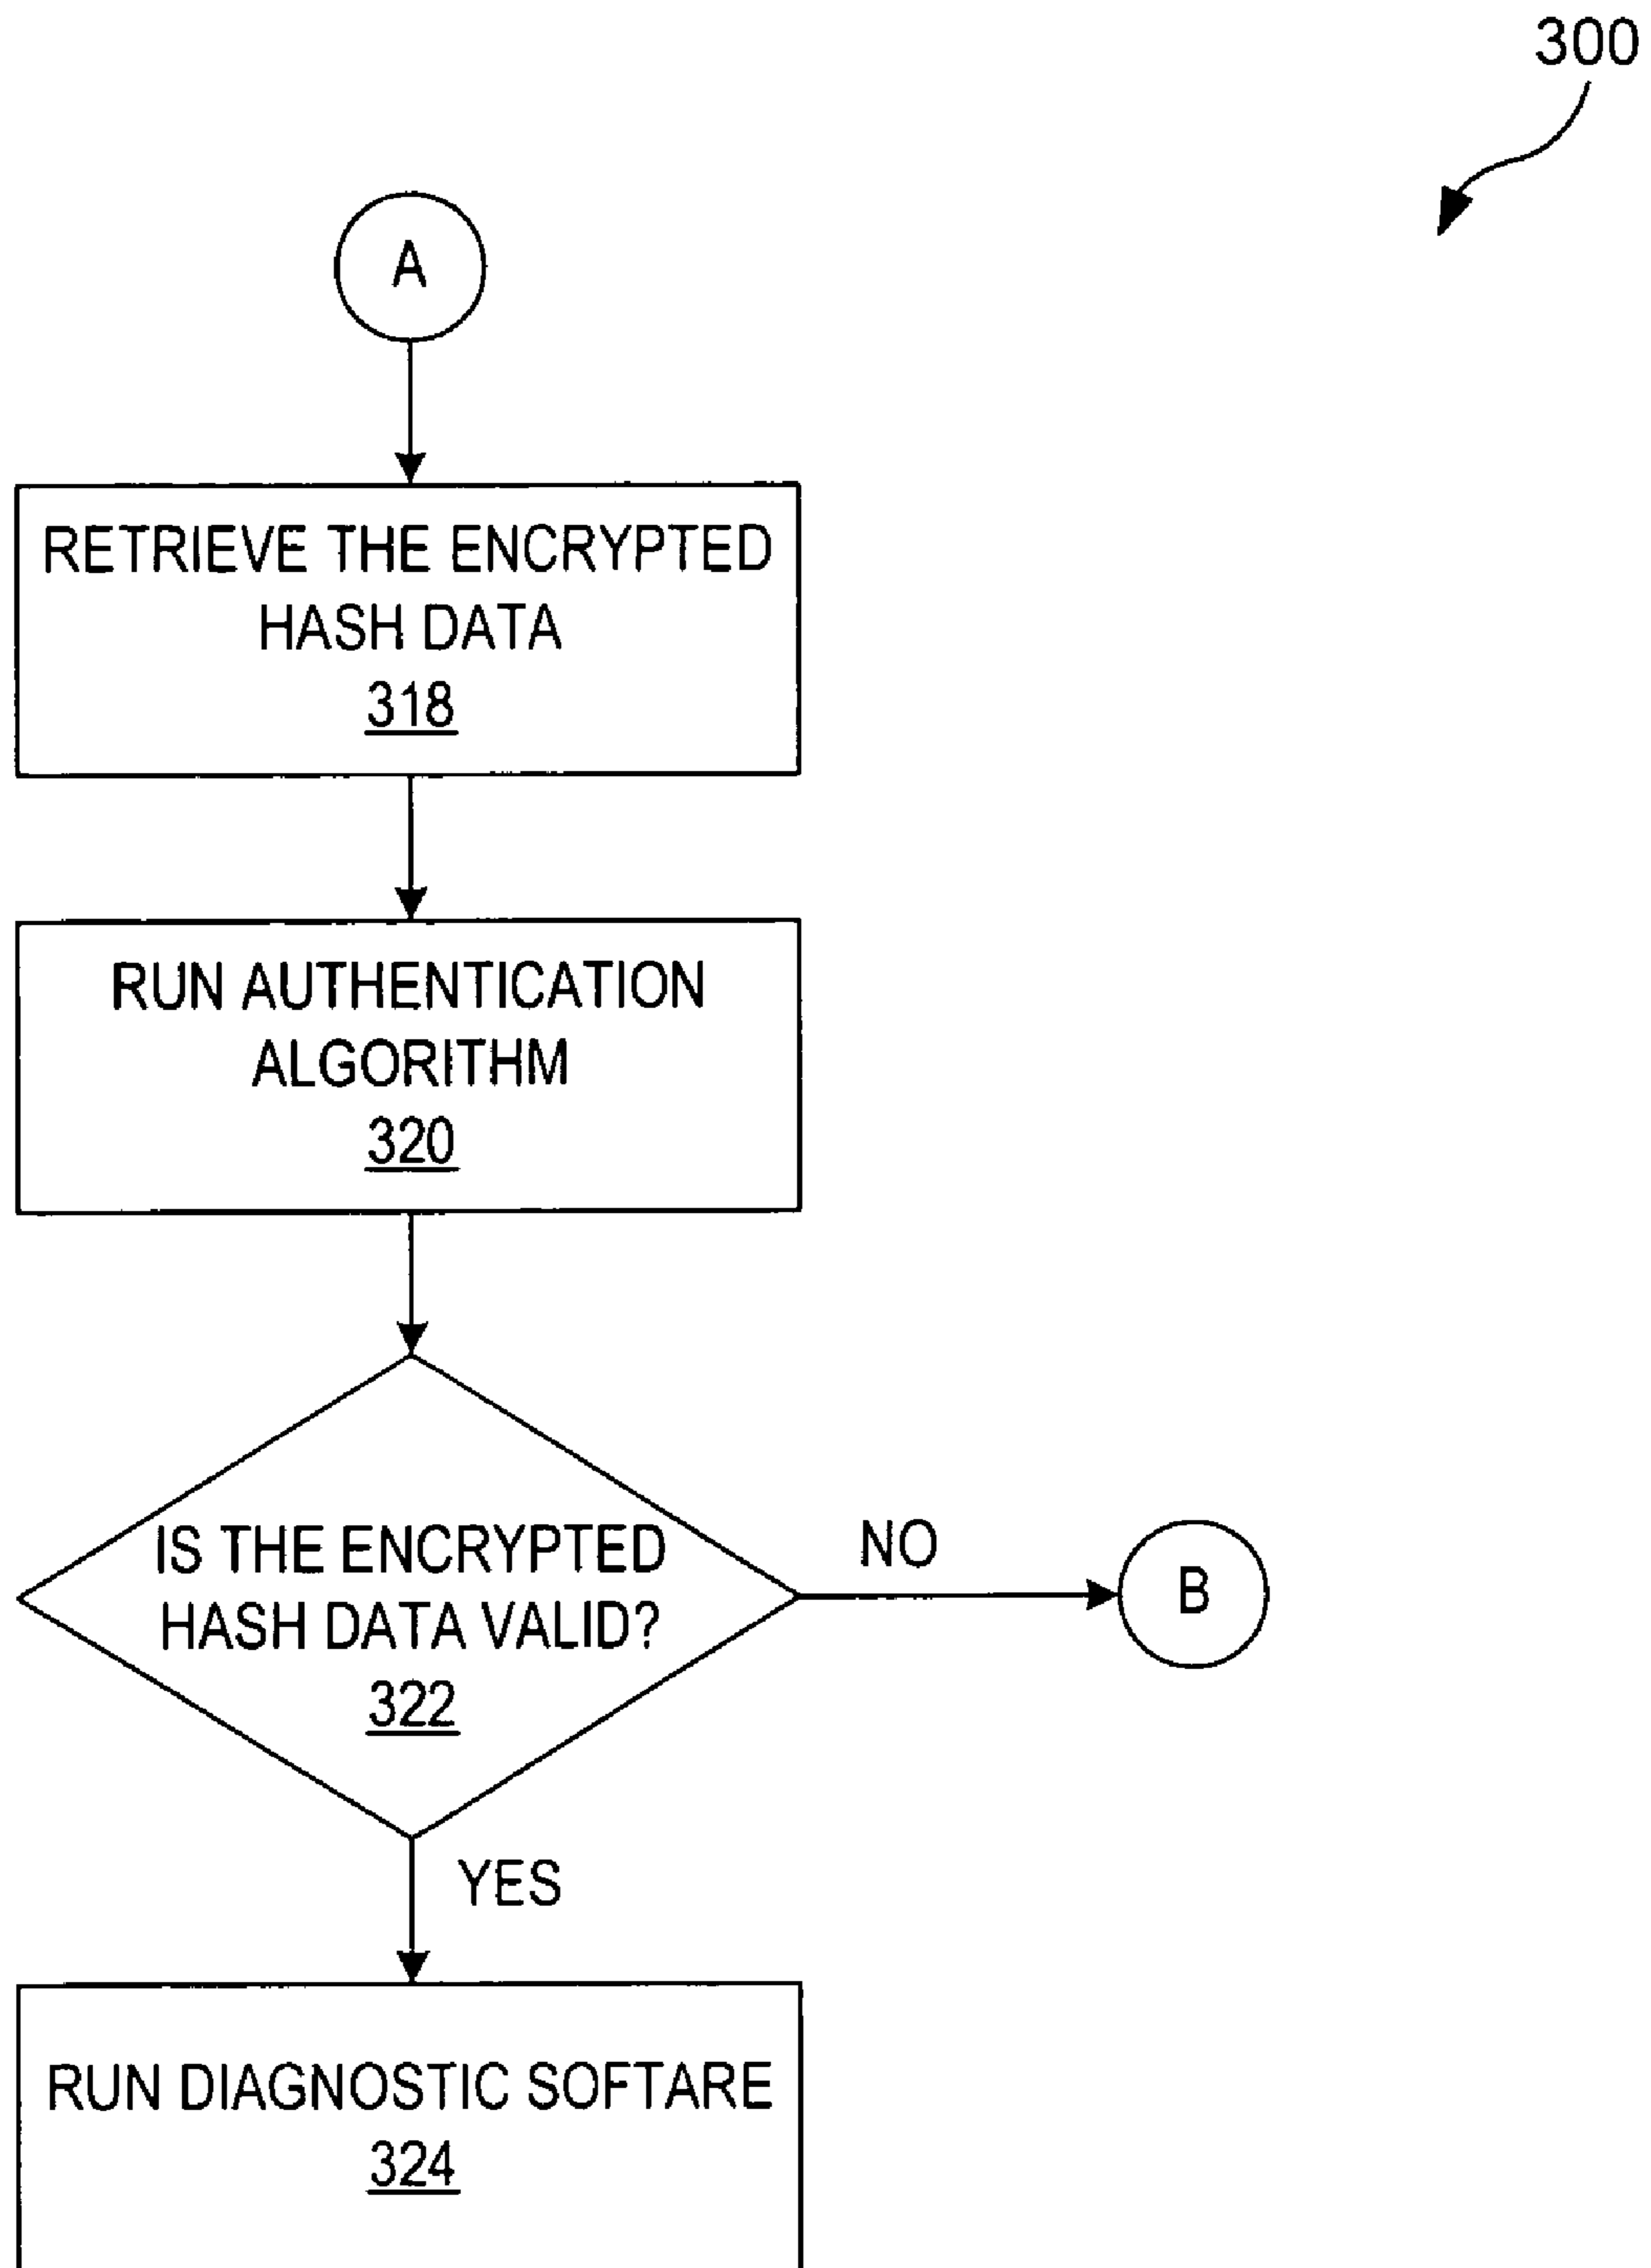 300
A
RETRIEVE THE ENCRYPTED
HASH DATA
318
RUN AUTHENTICATION
ALGORITHM
320
IS THE ENCRYPTED
HASH DATA VALID?
322
NO
B
YES
RUN DIAGNOSTIC SOFTARE
324